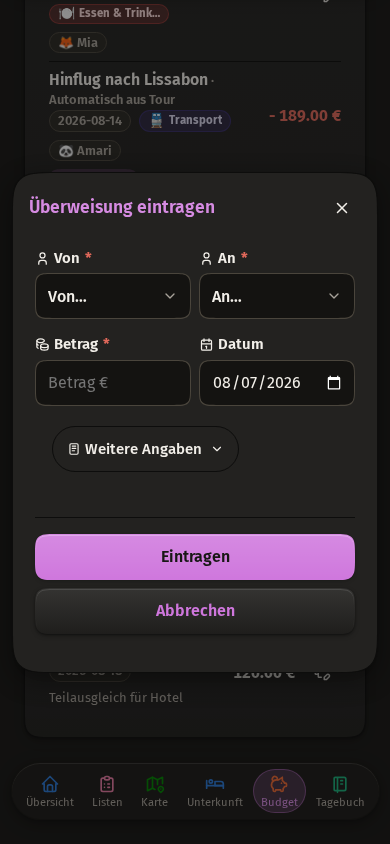 🍽️ Essen & Trink...
🦊 Mia
Hinflug nach Lissabon ·
Automatisch aus Tour
2026-08-14 🚆 Transport
- 189.00 €
🐼 Amari
Überweisung eintragen
Von *
An *
Von...
An...
Betrag *
Datum
Betrag €
08/07/2026
Weitere Angaben
Eintragen
Abbrechen
Teilausgleich für Hotel
Übersicht
Listen
Karte
Unterkunft
Budget
Tagebuch